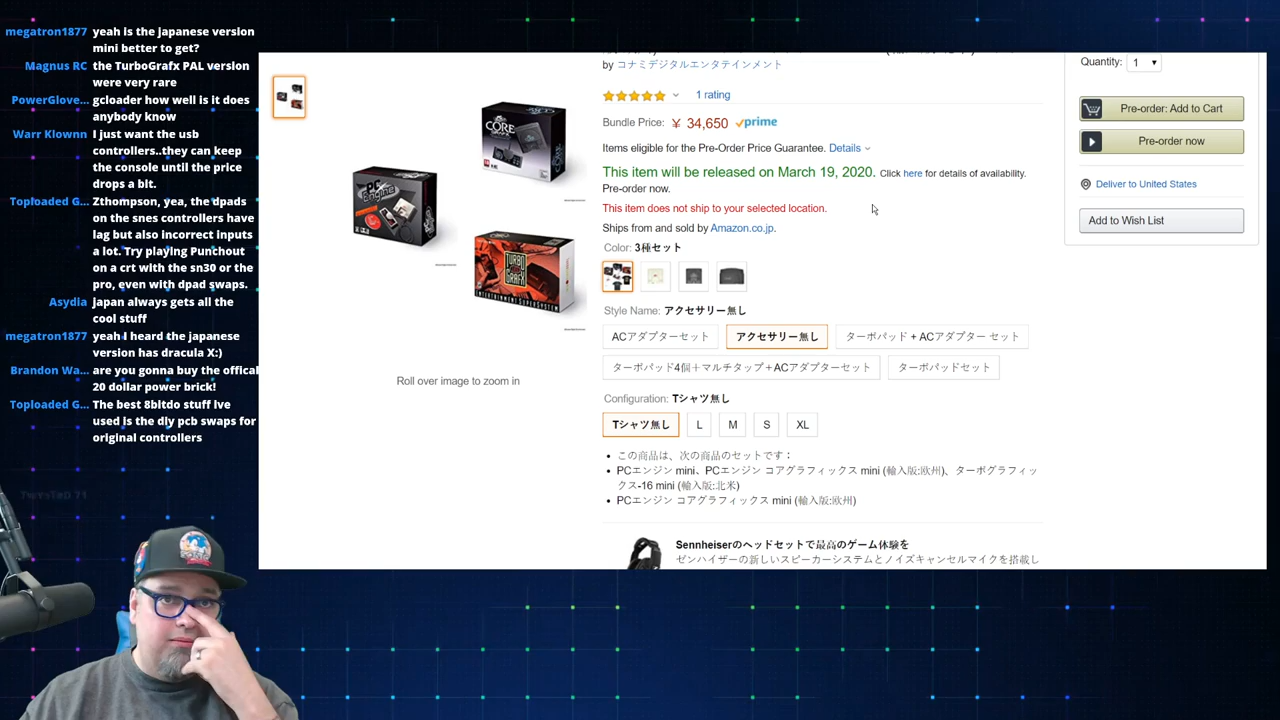 megatron1877 yeah is the japanese version
mini better to get?
Magnus RC the TurboGrafx PAL version
were very rare
PowerGlove... gcloader how well is it does
anybody know
Warr Klownn I just want the usb
controllers..they can keep
the console until the price
drops a bit.
Toploaded G... Zthompson, yea, the dpads
on the snes controllers have
lag but also incorrect inputs
a lot. Try playing Punchout
on a crt with the sn30 or the
pro, even with dpad swaps.
Asydia japan always gets all the
cool stuff
megatron1877 yeah I heard the japanese
version has dracula X:)
Brandon Wa... are you gonna buy the offical
20 dollar power brick!
Toploaded G... The best 8bitdo stuff Ive
used is the diy pcb swaps for
original controllers
CORE
GRAFX
PC Engine
TURBO
GRAFX
ENTERTAINMENT SUPERSYSTEM
Roll over image to zoom in
by コナミデジタルエンタテインメント
1 rating
Bundle Price: ￥ 34,650 prime
Items eligible for the Pre-Order Price Guarantee. Details
This item will be released on March 19, 2020. Click here for details of availability.
Pre-order now.
This item does not ship to your selected location.
Ships from and sold by Amazon.co.jp.
Color: 3種セット
Style Name: アクセサリー無し
ACアダプターセット アクセサリー無し ターボパッド + ACアダプター セット
ターボパッド4個＋マルチタップ＋ACアダプターセット ターボパッドセット
Configuration: Tシャツ無し
Tシャツ無し L M S XL
• この商品は、次の商品のセットです：
• PCエンジン mini、PCエンジン コアグラフィックス mini (輸入版:欧州)、ターボグラフィッ
クス-16 mini (輸入版:北米)
• PCエンジン コアグラフィックス mini (輸入版:欧州)
Sennheiserのヘッドセットで最高のゲーム体験を
ゼンハイザーの新しいスピーカーシステムとノイズキャンセルマイクを搭載し
Quantity: 1
Pre-order: Add to Cart
Pre-order now
Deliver to United States
Add to Wish List